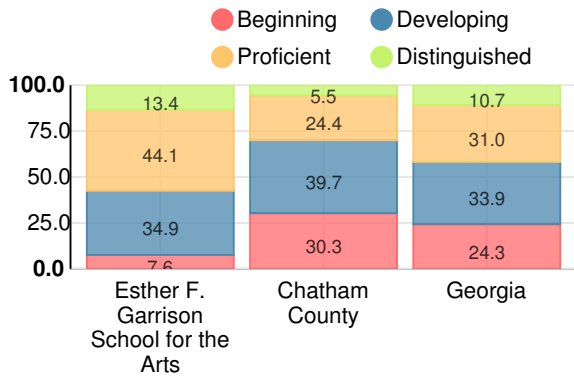 Beginning
Developing
Proficient
Distinguished
100.0
75.0
50.0
25.0
0.0
13.4
44.1
34.9
7.6
5.5
24.4
39.7
30.3
10.7
31.0
33.9
24.3
Esther F.
Garrison
School for the
Arts
Chatham
County
Georgia